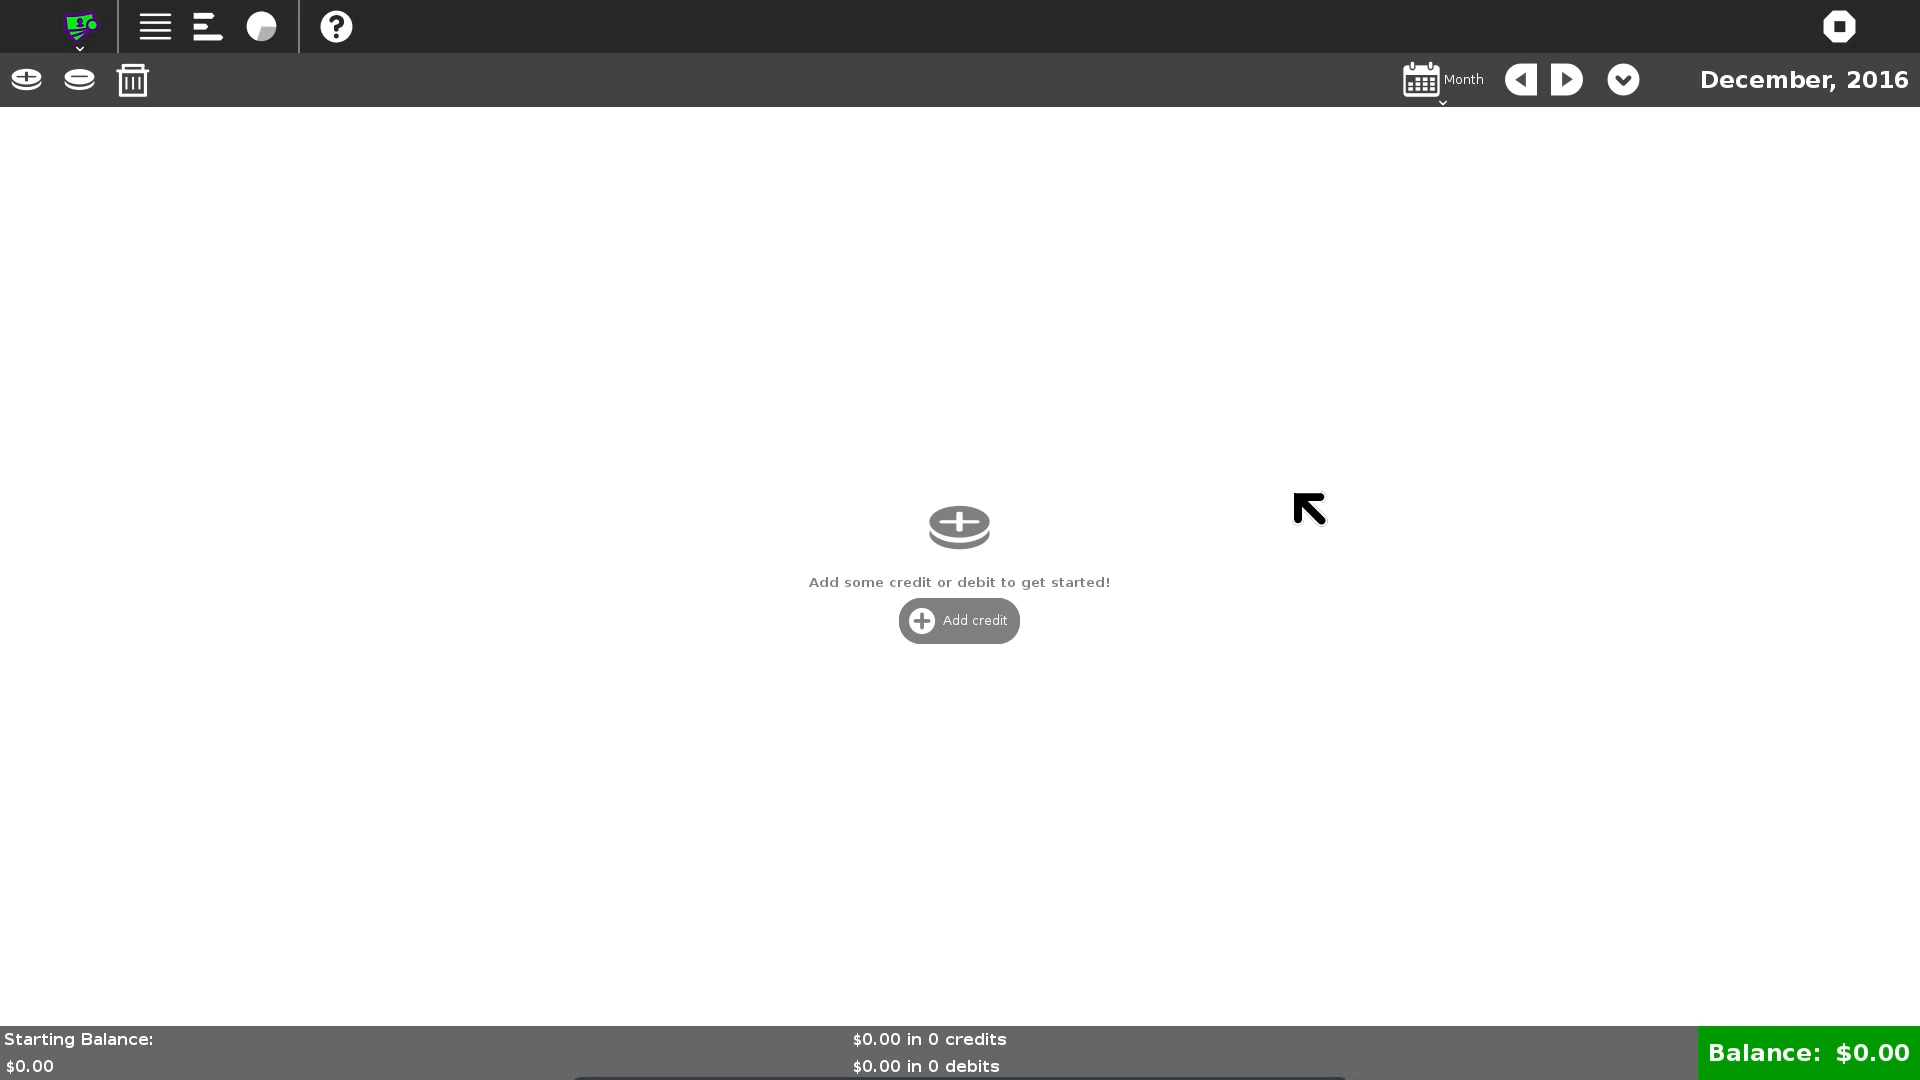 Month
December, 2016
Add some credit or debit to get started!
Add credit
Starting Balance:
$0.00
$0.00 in 0 credits
$0.00 in 0 debits
Balance: $0.00